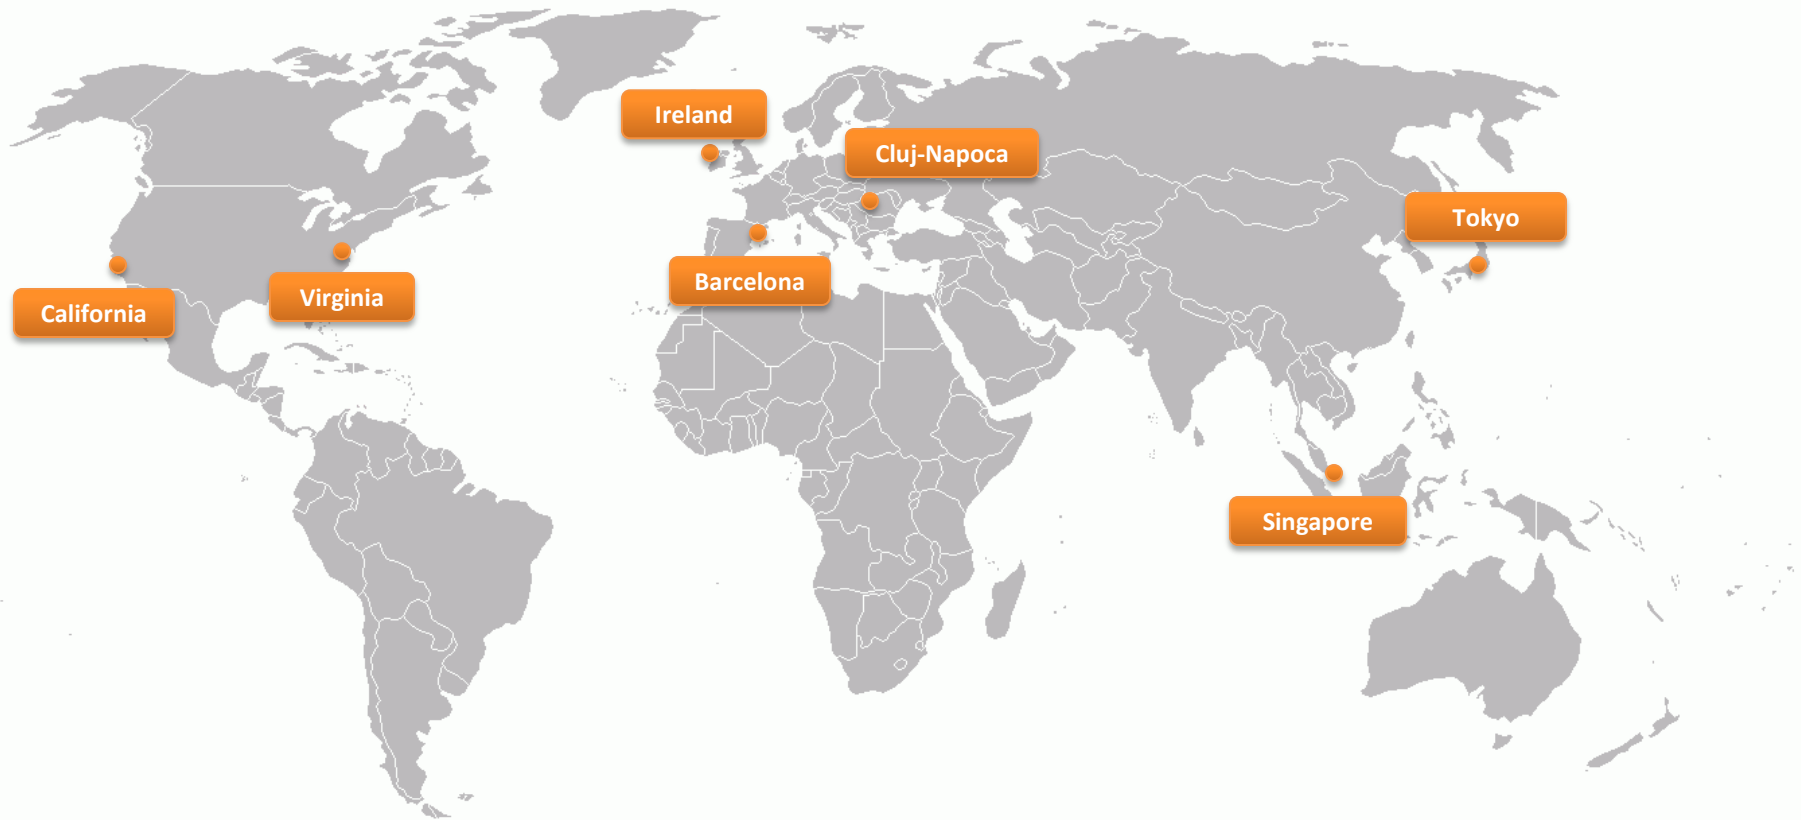 Ireland
Cluj-Napoca
Tokyo
Barcelona
Virginia
California
Singapore